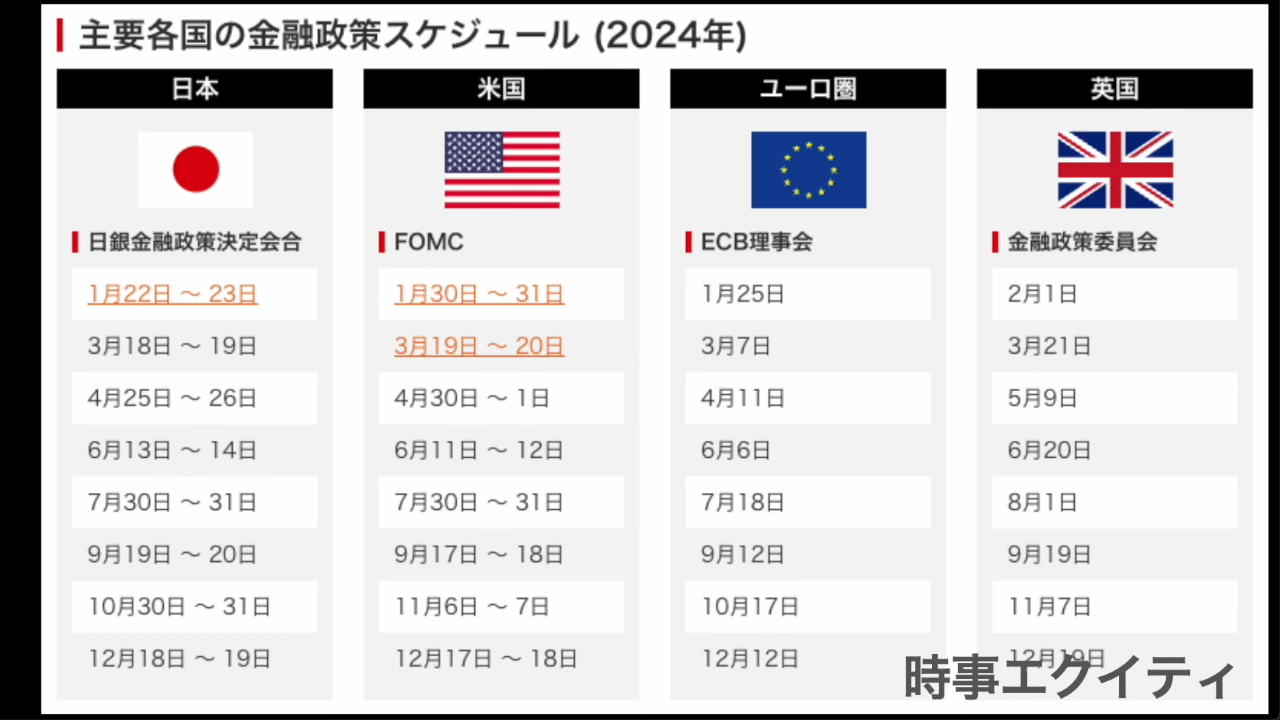 主要各国の金融政策スケジュール (2024年)
日本
日銀金融政策決定会合
1月22日 ～ 23日
3月18日 ～ 19日
4月25日 ～ 26日
6月13日 ～ 14日
7月30日 ～ 31日
9月19日 ～ 20日
10月30日 ～ 31日
12月18日 ～ 19日
米国
FOMC
1月30日 ～ 31日
3月19日 ～ 20日
4月30日 ～ 1日
6月11日 ～ 12日
7月30日 ～ 31日
9月17日 ～ 18日
11月6日 ～ 7日
12月17日 ～ 18日
ユーロ圏
ECB理事会
1月25日
3月7日
4月11日
6月6日
7月18日
9月12日
10月17日
12月12日
英国
金融政策委員会
2月1日
3月21日
5月9日
6月20日
8月1日
9月19日
11月7日
12月19日
時事エクイティ